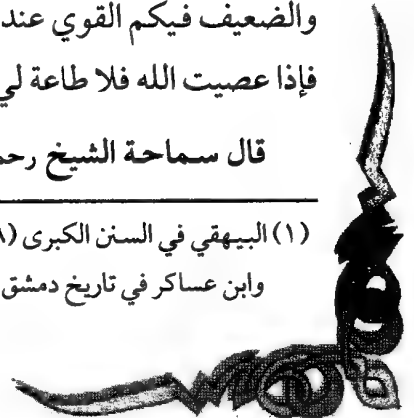 والضعيف فيكم القوي عند
فإذا عصيت الله فلا طاعة لي
قال سماحة الشيخ
(١) البيهقي في السنن الكبرى
وابن عساكر في تاريخ دمشق